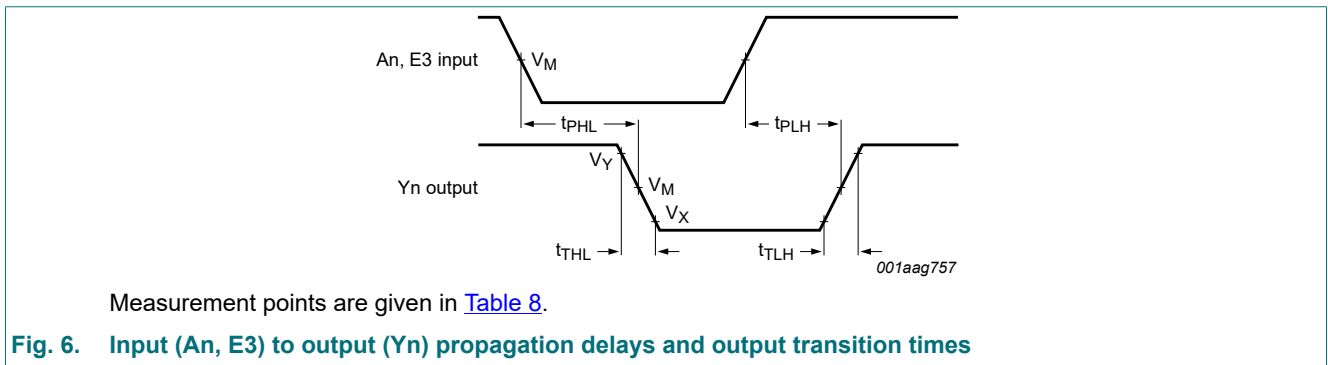 An, E3 input
VM
tPHL
tPLH
VY
Yn output
VM
VX
tTHL
tTLH
001aag757
Measurement points are given in Table 8.
Fig. 6. Input (An, E3) to output (Yn) propagation delays and output transition times